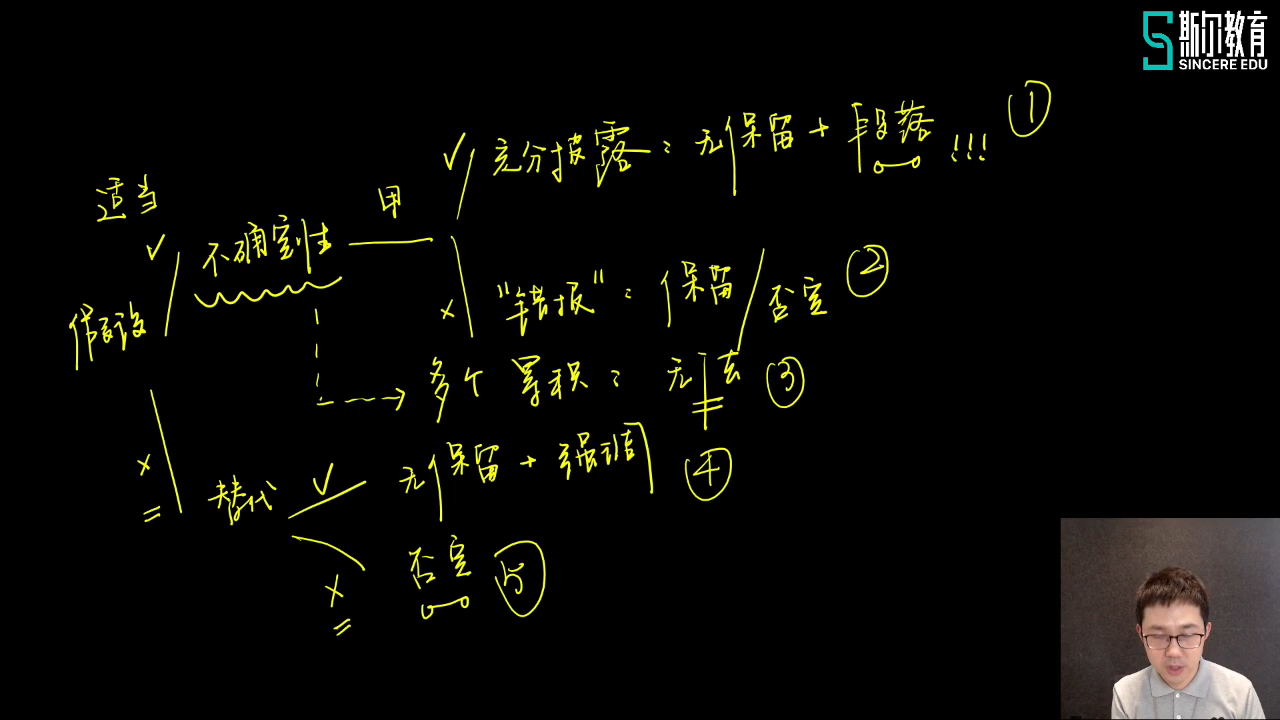 斯尔教育
SINCERE EDU
✓ 充分披露：无保留 + 段落 !!! ①
适当
甲
✓ 不确定性
假设
× "错报"：保留/否定 ②
多个 累积：无法 ③
× 替代 ✓ 无保留 + 强调 ④
× 否定 ⑤